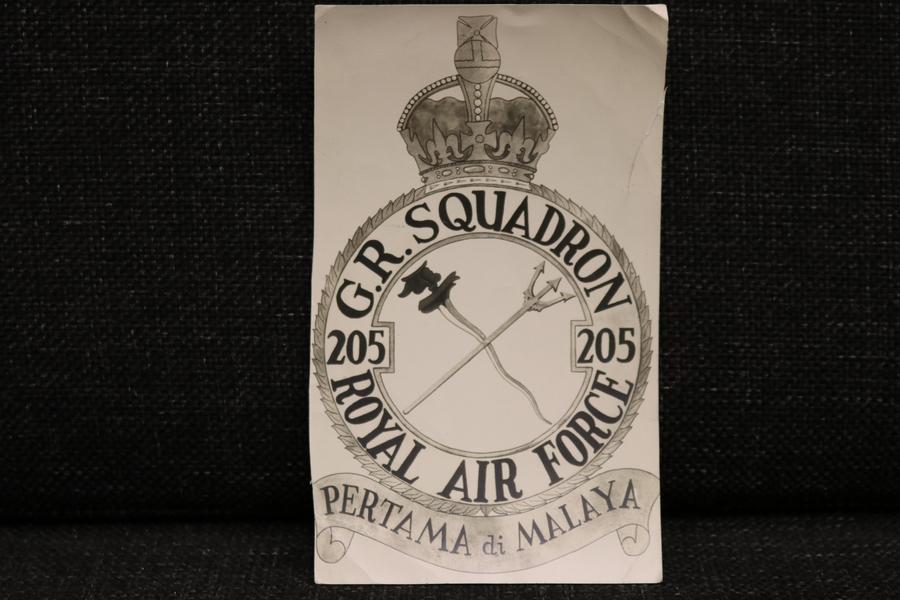 G.R. SQUADRON
205 205
ROYAL AIR FORCE
PERTAMA di MALAYA